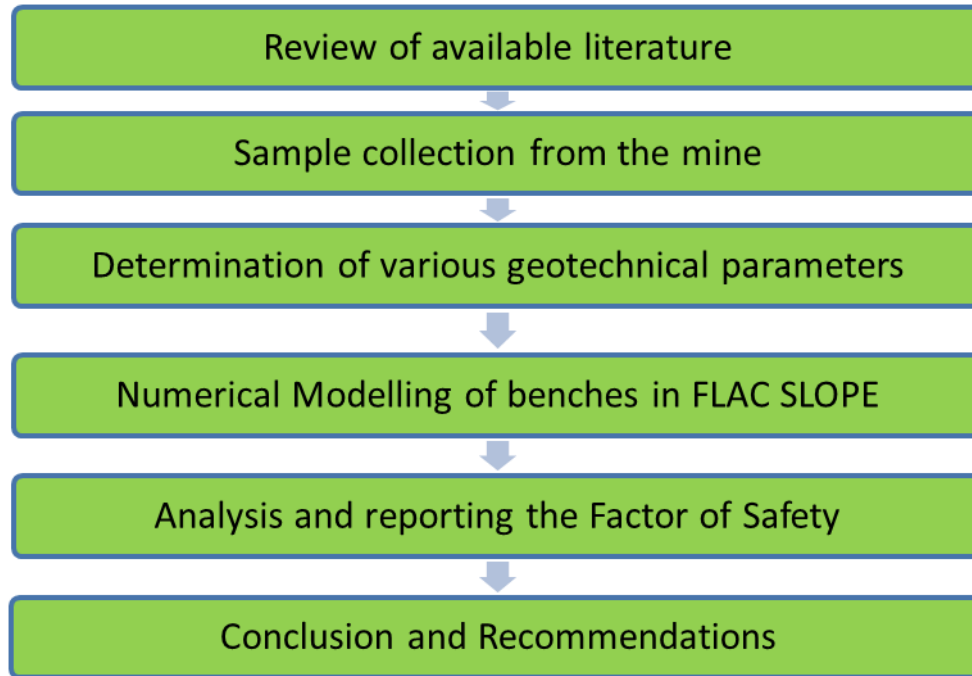 Review of available literature
Sample collection from the mine
Determination of various geotechnical parameters
Numerical Modelling of benches in FLAC SLOPE
Analysis and reporting the Factor of Safety
Conclusion and Recommendations